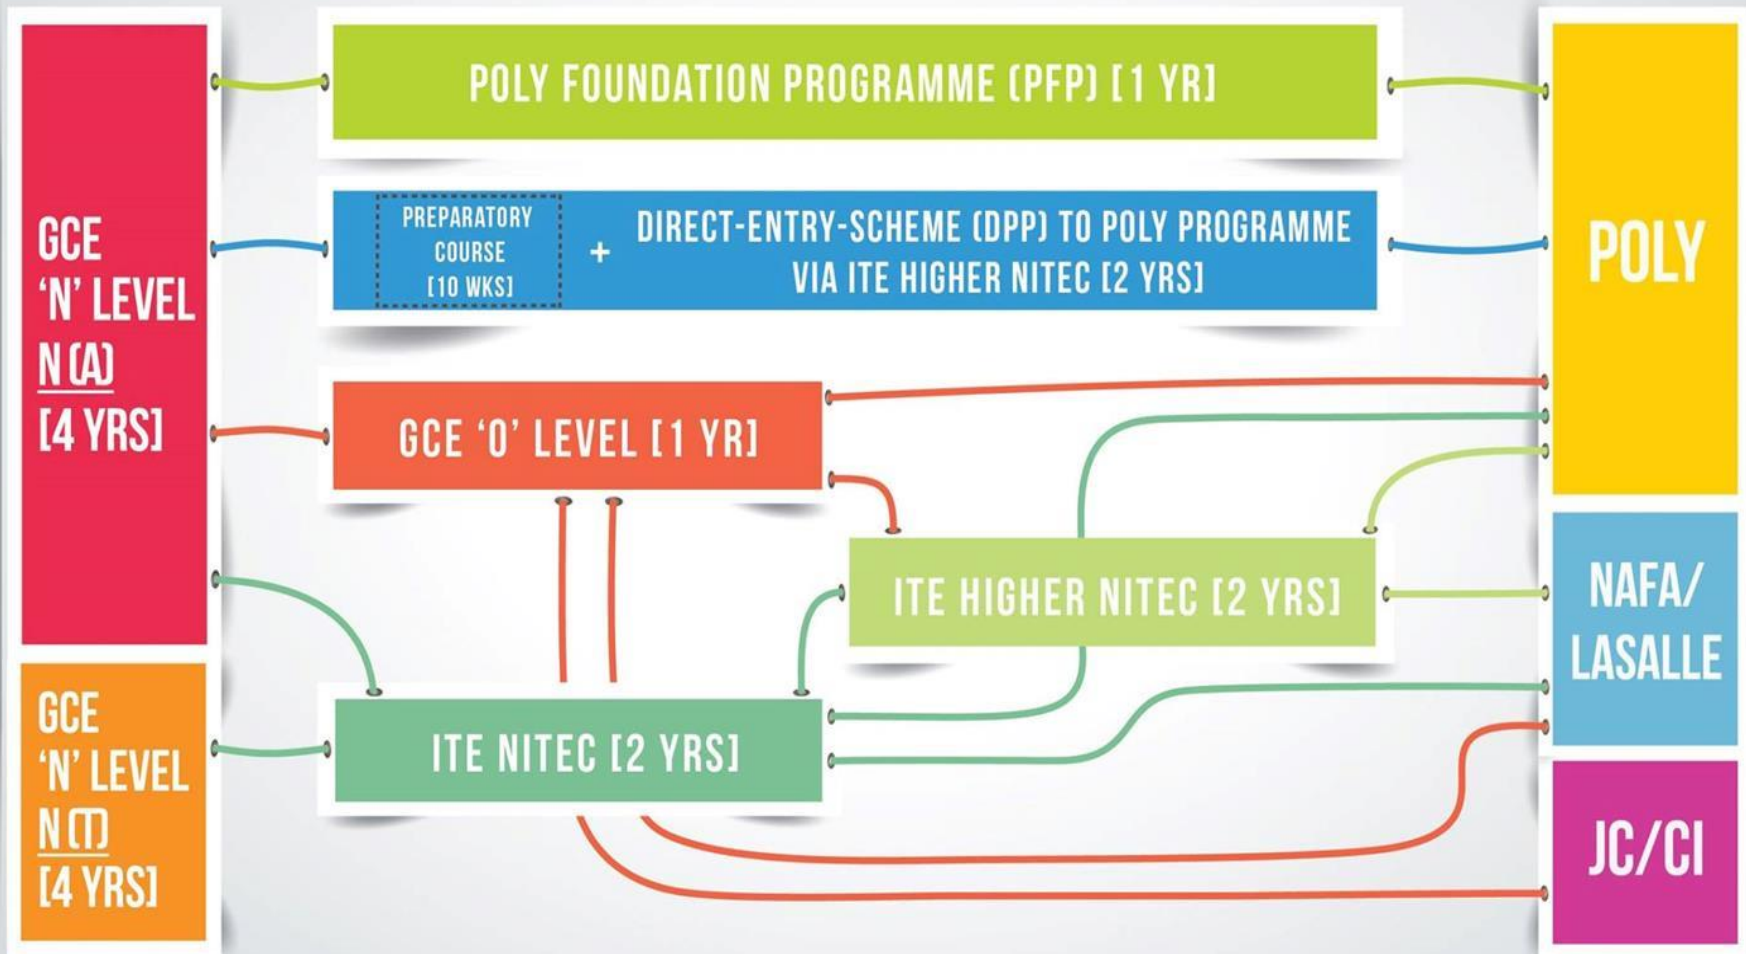 GCE
‘N’ LEVEL
N(A)
[4 YRS]
GCE
‘N’ LEVEL
N(T)
[4 YRS]
POLY FOUNDATION PROGRAMME (PFP) [1 YR]
PREPARATORY
COURSE
[10 WKS]
+
DIRECT-ENTRY-SCHEME (DPP) TO POLY PROGRAMME
VIA ITE HIGHER NITEC [2 YRS]
GCE ‘O’ LEVEL [1 YR]
ITE HIGHER NITEC [2 YRS]
ITE NITEC [2 YRS]
POLY
NAFA/
LASALLE
JC/CI